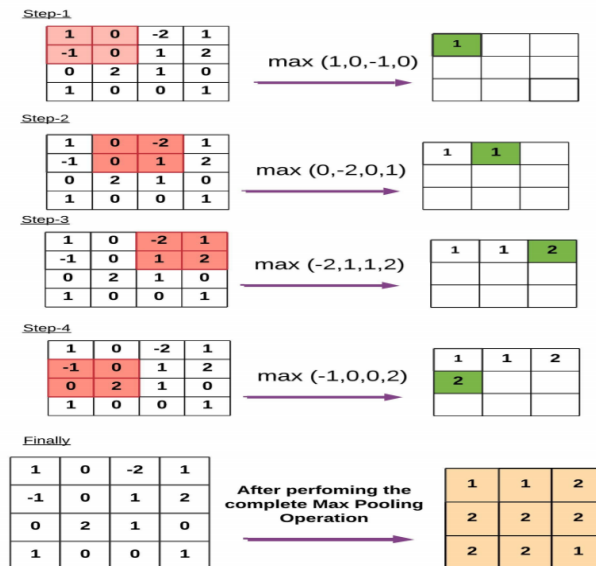 Step-1
1 0 -2 1
-1 0 1 2
0 2 1 0
1 0 0 1
max (1,0,-1,0)
1
Step-2
1 0 -2 1
-1 0 1 2
0 2 1 0
1 0 0 1
max (0,-2,0,1)
1 1
Step-3
1 0 -2 1
-1 0 1 2
0 2 1 0
1 0 0 1
max (-2,1,1,2)
1 1 2
Step-4
1 0 -2 1
-1 0 1 2
0 2 1 0
1 0 0 1
max (-1,0,0,2)
1 1 2
2
Finally
1 0 -2 1
-1 0 1 2
0 2 1 0
1 0 0 1
After perfoming the
complete Max Pooling
Operation
1 1 2
2 2 2
2 2 1